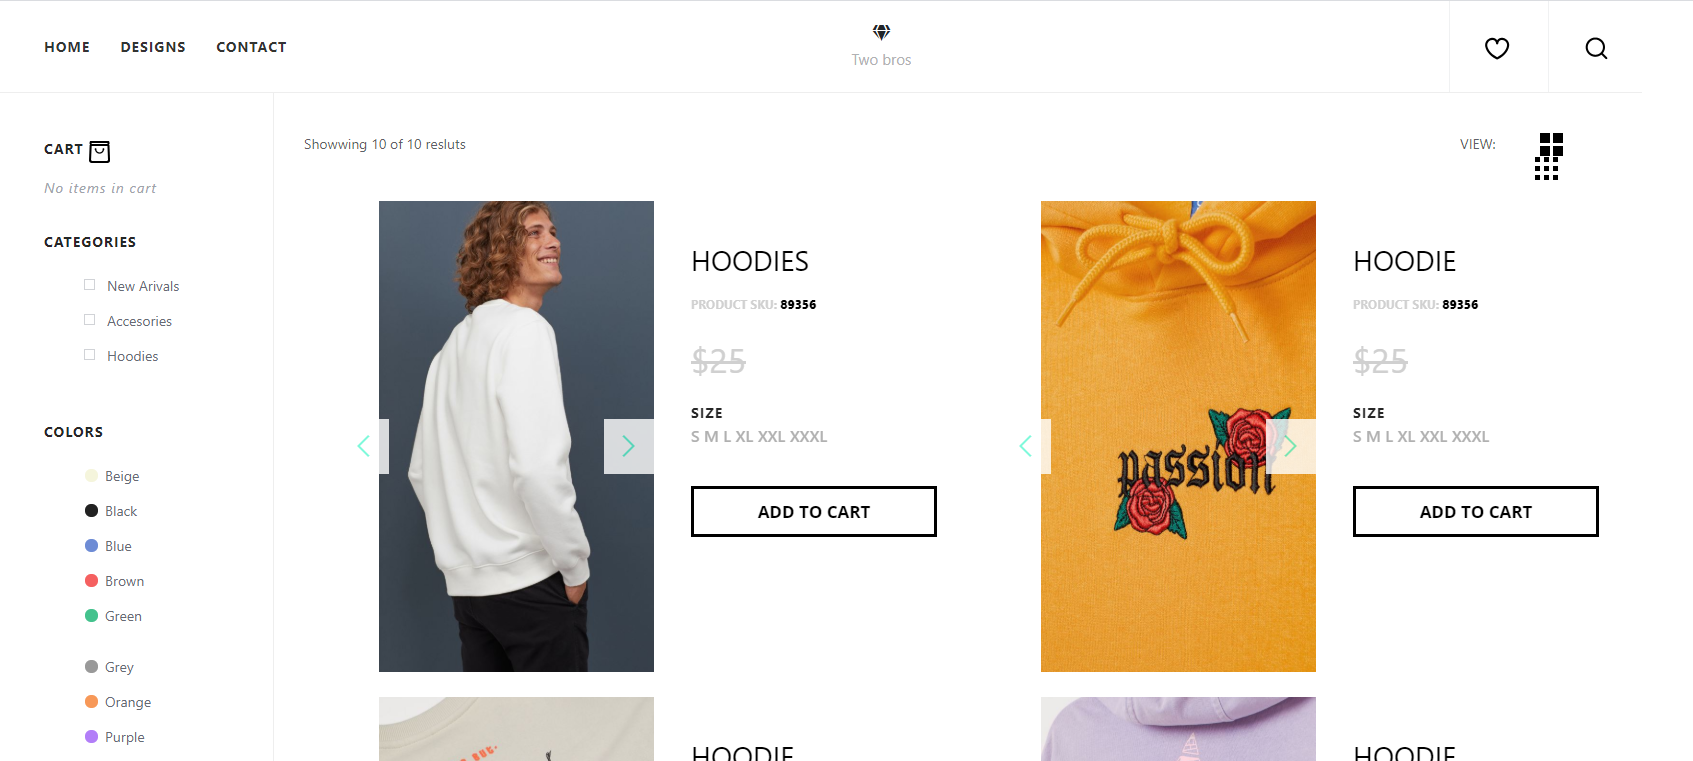 HOME DESIGNS CONTACT
Two bros
CART
No items in cart
CATEGORIES
New Arivals
Accesories
Hoodies
COLORS
Beige
Black
Blue
Brown
Green
Grey
Orange
Purple
Showwing 10 of 10 resluts
VIEW:
HOODIES
PRODUCT SKU: 89356
$25
SIZE
S M L XL XXL XXXL
ADD TO CART
passion
HOODIE
PRODUCT SKU: 89356
$25
SIZE
S M L XL XXL XXXL
ADD TO CART
HOODIE
HOODIE